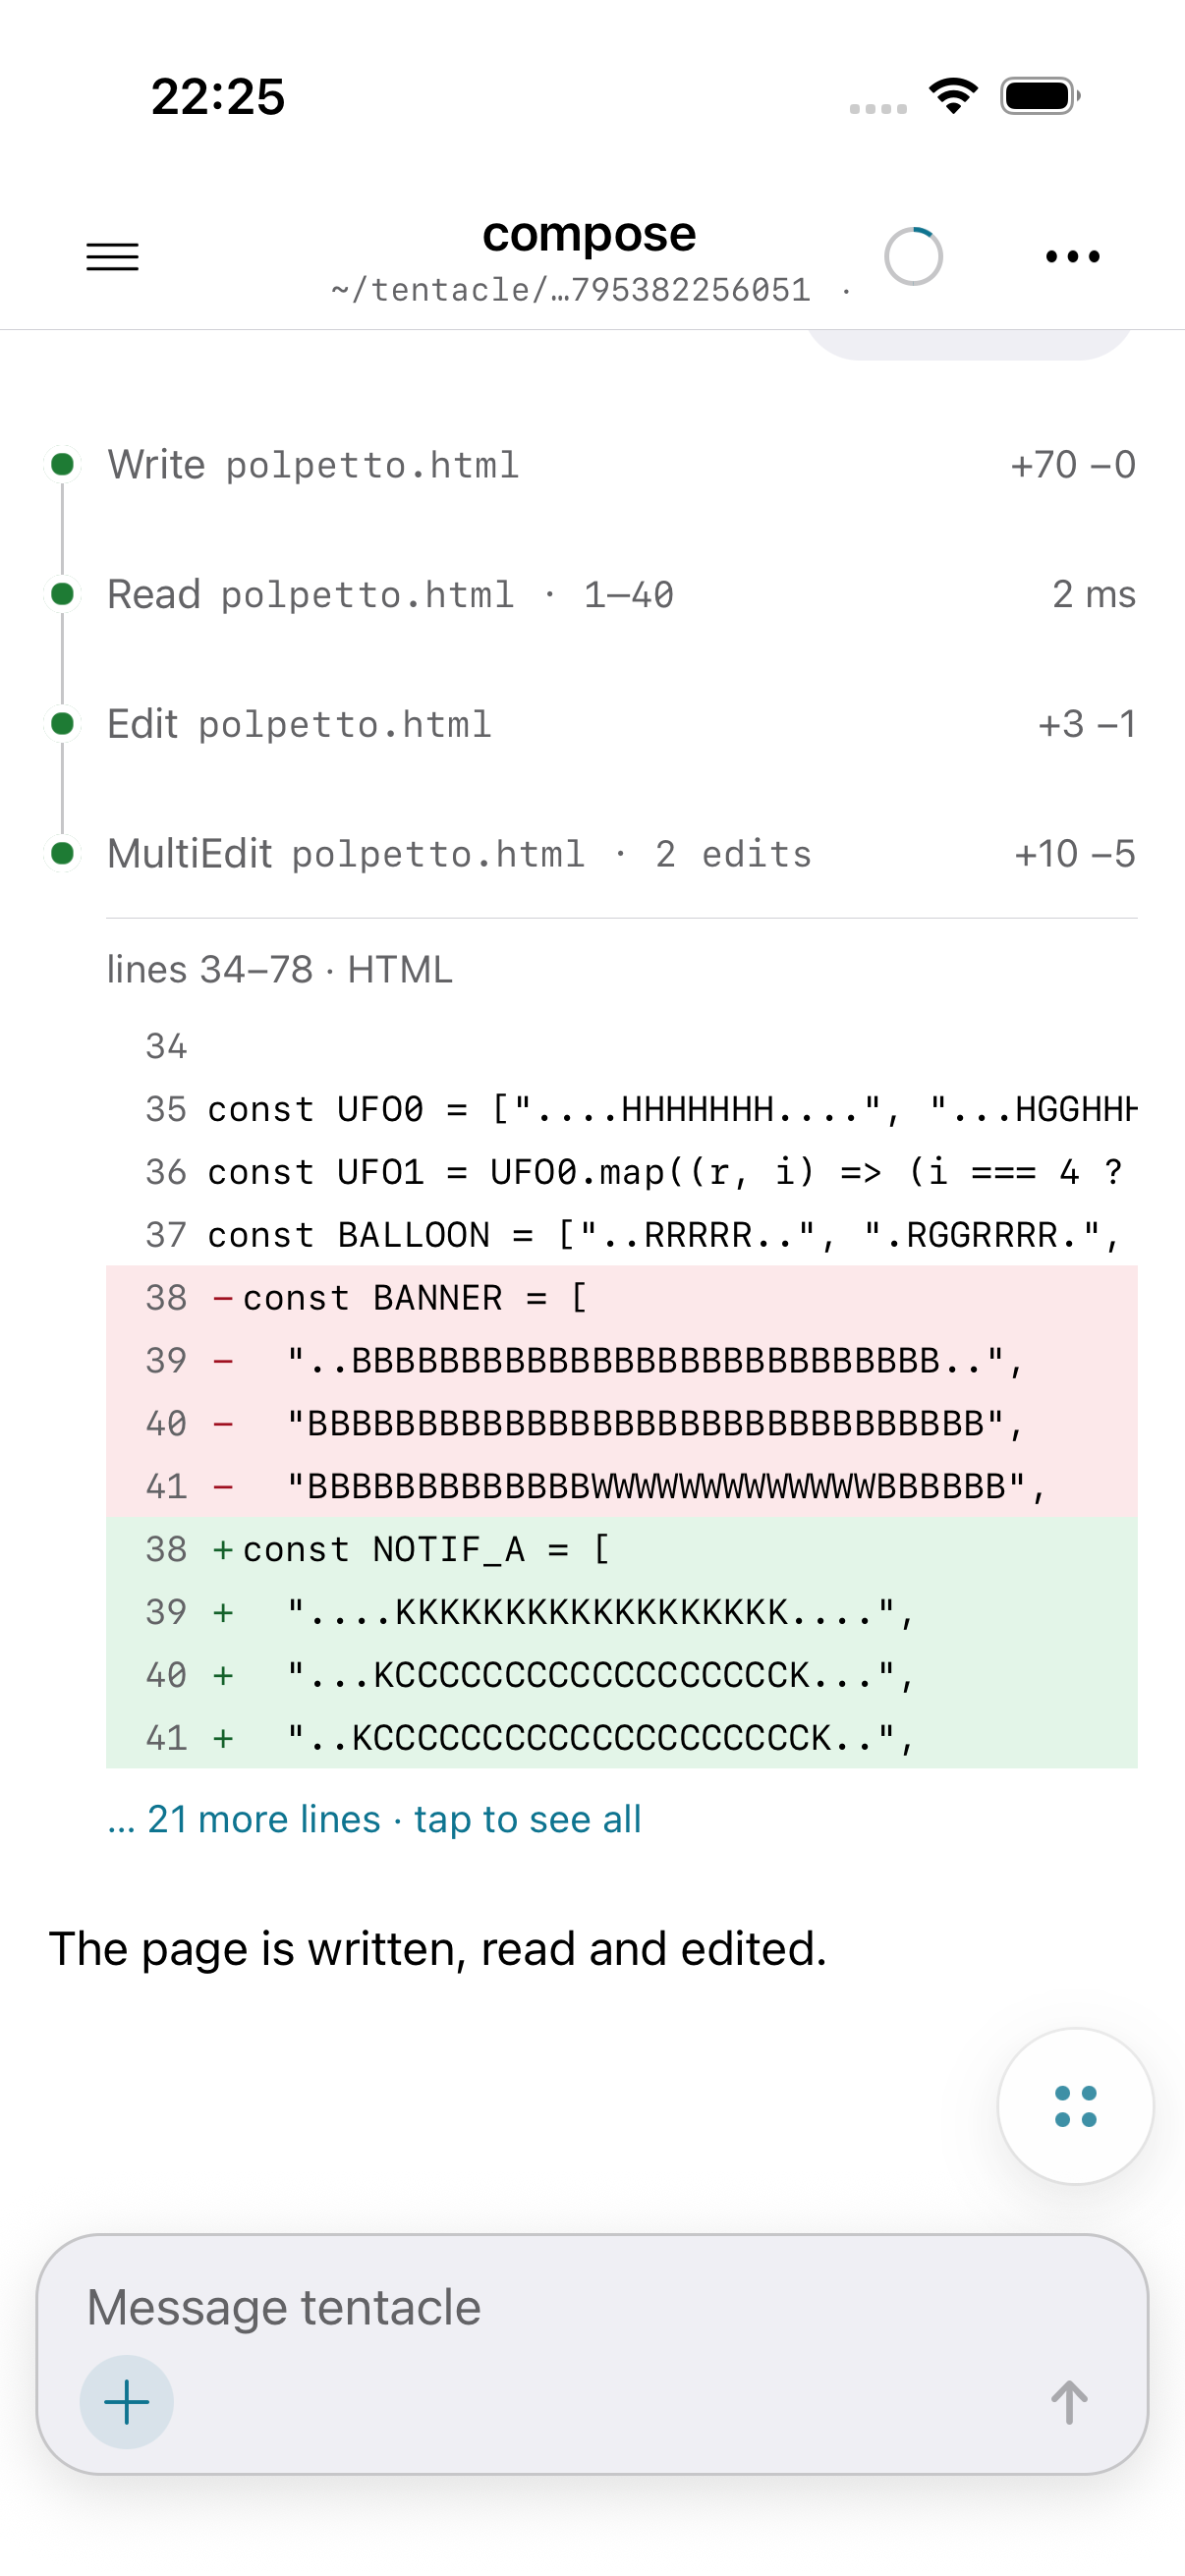 22:25
compose
~/tentacle/…795382256051 ·
Write polpetto.html +70 −0
Read polpetto.html · 1–40 2 ms
Edit polpetto.html +3 −1
MultiEdit polpetto.html · 2 edits +10 −5
lines 34–78 · HTML
34
35 const UFO0 = ["....HHHHHHH....", "...HGGHHH
36 const UFO1 = UFO0.map((r, i) => (i === 4 ?
37 const BALLOON = ["..RRRRR..", ".RGGRRRR.",
38 −const BANNER = [
39 −  "..BBBBBBBBBBBBBBBBBBBBBBBBBBB..",
40 −  "BBBBBBBBBBBBBBBBBBBBBBBBBBBBBBB",
41 −  "BBBBBBBBBBBBBWWWWWWWWWWWWWBBBBBB",
38 +const NOTIF_A = [
39 +  "....KKKKKKKKKKKKKKKKKK....",
40 +  "...KCCCCCCCCCCCCCCCCCCK...",
41 +  "..KCCCCCCCCCCCCCCCCCCCCK..",
... 21 more lines · tap to see all
The page is written, read and edited.
Message tentacle